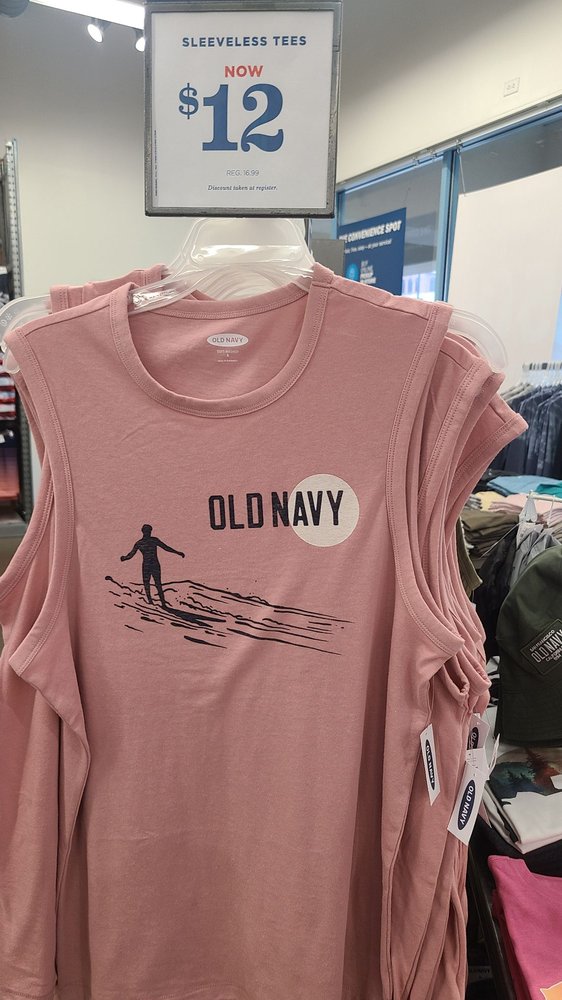 SLEEVELESS TEES
NOW
$12
REG. 16.99
Discount taken at register.
CONVENIENCE SPOT
OLD NAVY
OLD NAVY
OLD NAVY
OLD NAVY
OLD NAVY